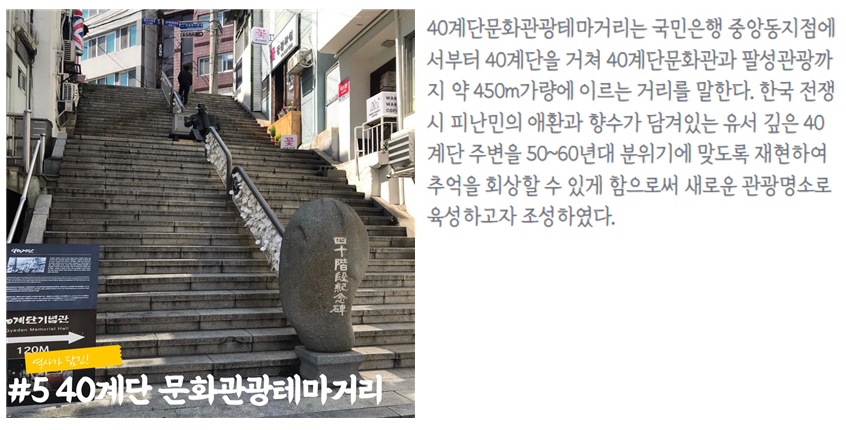 40계단문화관광테마거리는 국민은행 중앙동지점에
서부터 40계단을 거쳐 40계단문화관과 팔성관광까
지 약 450m가량에 이르는 거리를 말한다. 한국 전쟁
시 피난민의 애환과 향수가 담겨있는 유서 깊은 40
계단 주변을 50~60년대 분위기에 맞도록 재현하여
추억을 회상할 수 있게 함으로써 새로운 관광명소로
육성하고자 조성하였다.
四十階段紀念碑
꽃
0계단기념관
Gyedan Memorial Hall
120M
역사가 담긴!
#5 40계단 문화관광테마거리